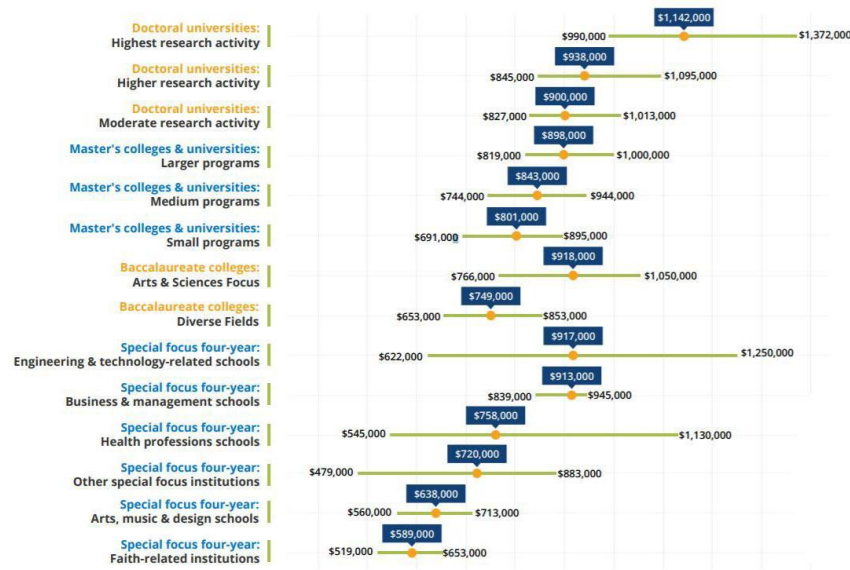 $1,142,000
Doctoral universities:
Highest research activity
$990,000
$1,372,000
$938,000
Doctoral universities:
Higher research activity
$845,000
$1,095,000
$900,000
Doctoral universities:
Moderate research activity
$827,000
$1,013,000
$898,000
Master's colleges & universities:
Larger programs
$819,000
$1,000,000
$843,000
Master's colleges & universities:
Medium programs
$744,000
$944,000
$801,000
Master's colleges & universities:
Small programs
$691,000
$895,000
$918,000
Baccalaureate colleges:
Arts & Sciences Focus
$766,000
$1,050,000
$749,000
Baccalaureate colleges:
Diverse Fields
$653,000
$853,000
$917,000
Special focus four-year:
Engineering & technology-related schools
$622,000
$1,250,000
$913,000
Special focus four-year:
Business & management schools
$839,000
$945,000
$758,000
Special focus four-year:
Health professions schools
$545,000
$1,130,000
$720,000
Special focus four-year:
Other special focus institutions
$479,000
$883,000
$638,000
Special focus four-year:
Arts, music & design schools
$560,000
$713,000
$589,000
Special focus four-year:
Faith-related institutions
$519,000
$653,000